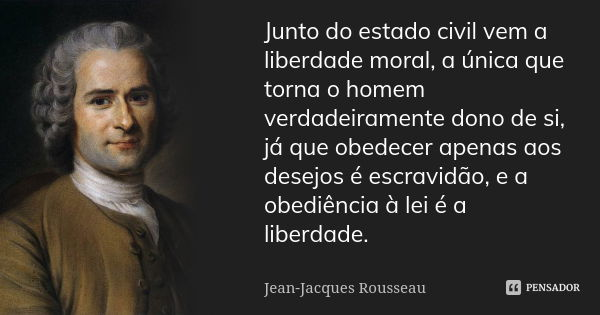 Junto do estado civil vem a
liberdade moral, a única que
torna o homem
verdadeiramente dono de si,
já que obedecer apenas aos
desejos é escravidão, e a
obediência à lei é a
liberdade.
Jean-Jacques Rousseau
PENSADOR